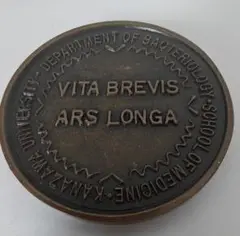 VITA BREVIS
ARS LONGA
DEPARTMENT OF BACTERIOLOGY · SCHOOL OF MEDICINE · KANAZAWA UNIVERSITY ·